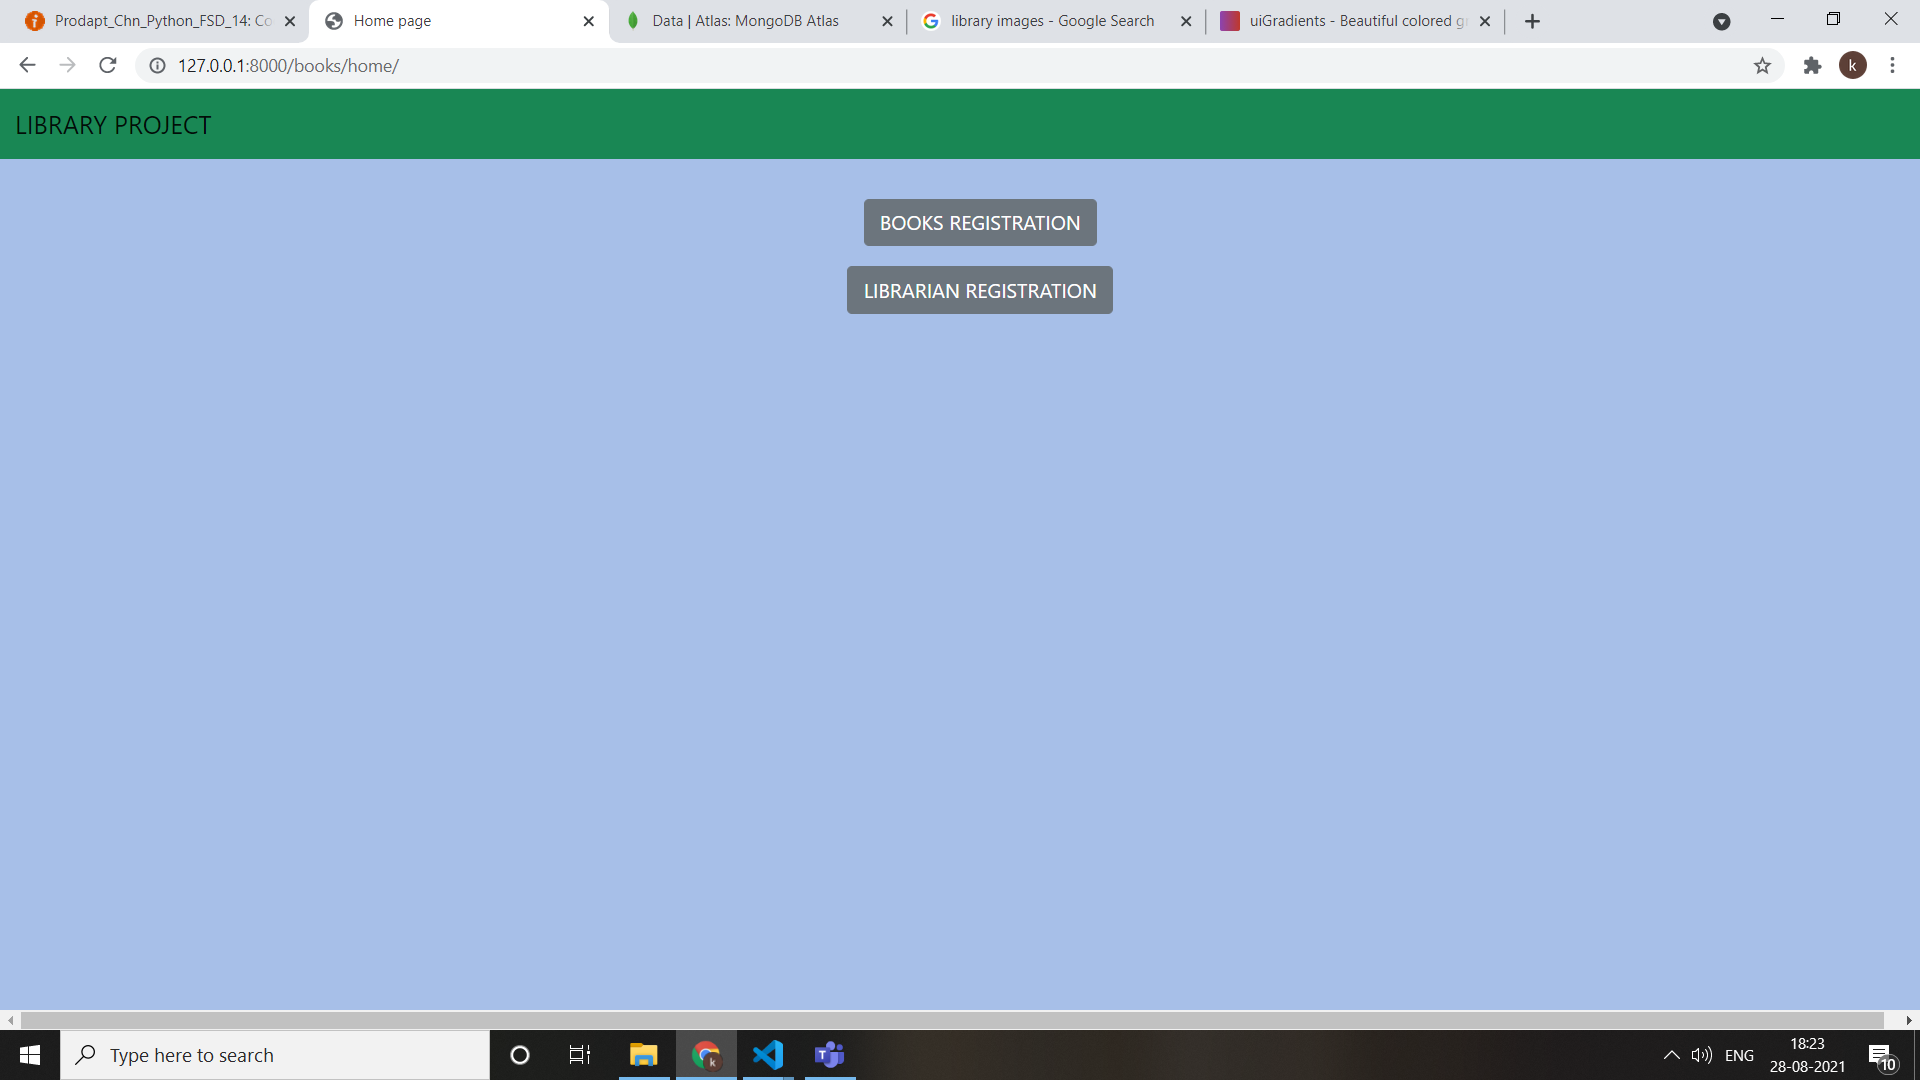 Prodapt_Chn_Python_FSD_14: Co
Home page
Data | Atlas: MongoDB Atlas
library images - Google Search
uiGradients - Beautiful colored g
127.0.0.1:8000/books/home/
k
LIBRARY PROJECT
BOOKS REGISTRATION
LIBRARIAN REGISTRATION
Type here to search
k
T
ENG
18:23
28-08-2021
10